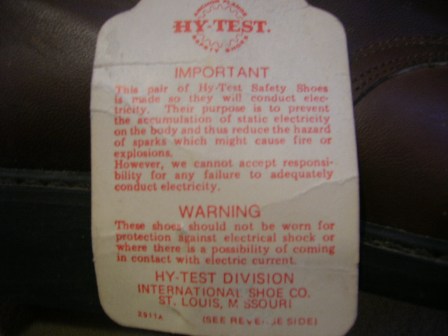 HY-TEST.
IMPORTANT
This pair of Hy-Test Safety Shoes
is made so they will conduct elec-
tricity. Their purpose is to prevent
the accumulation of static electricity
on the body and thus reduce the hazard
of sparks which might cause fire or
explosions.
However, we cannot accept responsi-
bility for any failure to adequately
conduct electricity.
WARNING
These shoes should not be worn for
protection against electrical shock or
where there is a possibility of coming
in contact with electric current.
HY-TEST DIVISION
INTERNATIONAL SHOE CO.
ST. LOUIS, MISSOURI
(SEE REVERSE SIDE)